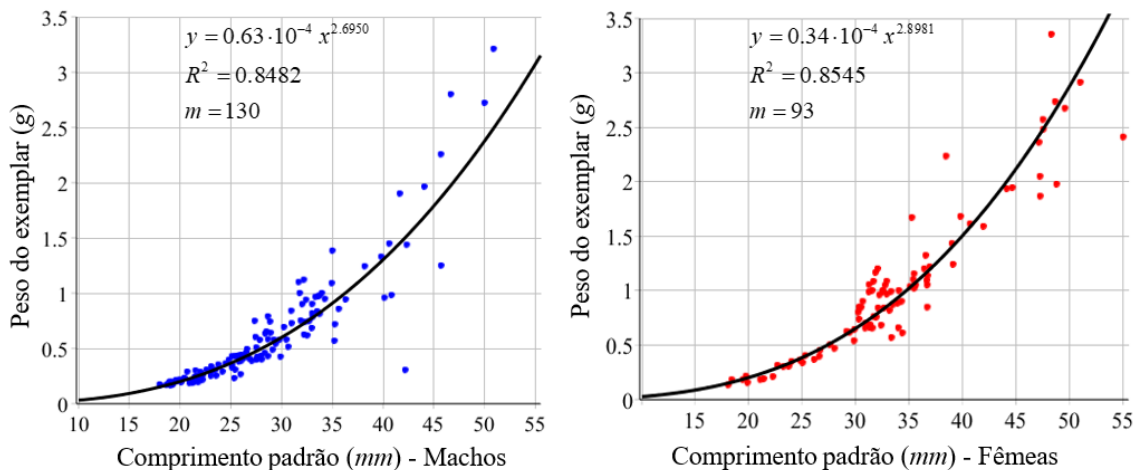 y = 0.63·10⁻⁴ x²·⁶⁹⁵⁰
R² = 0.8482
m = 130
3.5
3
2.5
2
1.5
1
0.5
0
10 15 20 25 30 35 40 45 50 55
Peso do exemplar (g)
Comprimento padrão (mm) - Machos
y = 0.34·10⁻⁴ x²·⁸⁹⁸¹
R² = 0.8545
m = 93
3.5
3
2.5
2
1.5
1
0.5
0
15 20 25 30 35 40 45 50 55
Peso do exemplar (g)
Comprimento padrão (mm) - Fêmeas